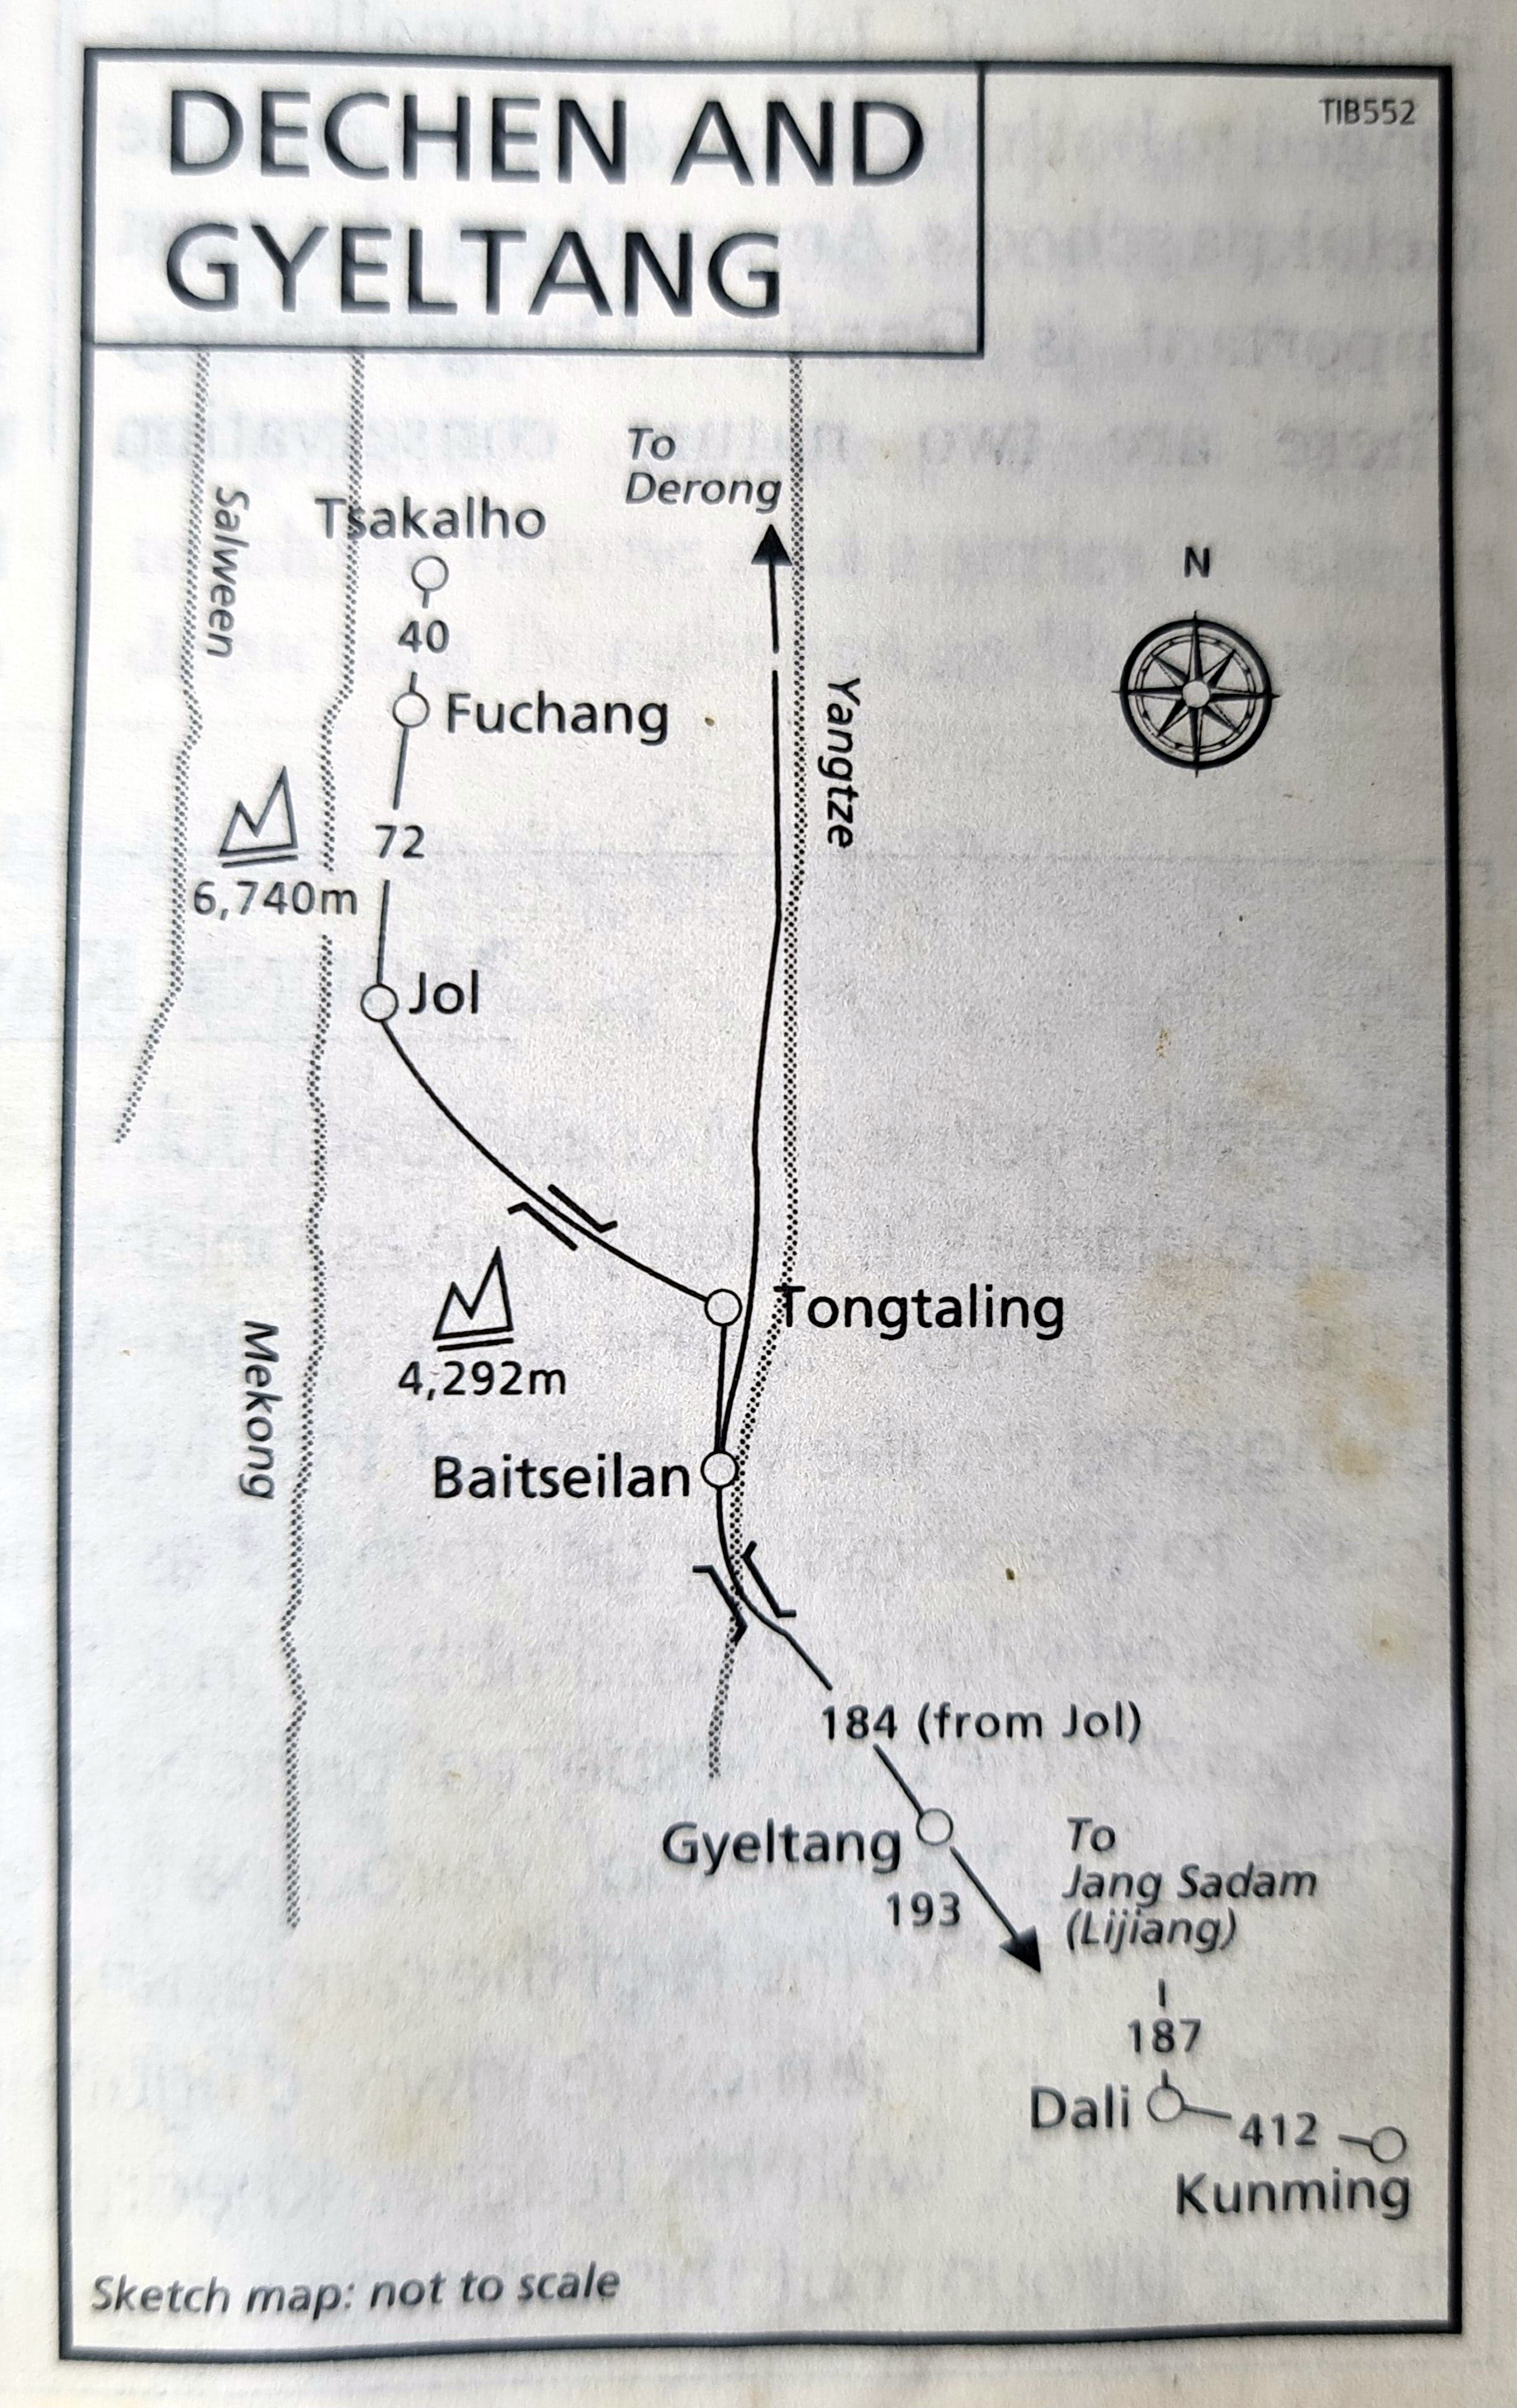 DECHEN AND
GYELTANG
TIB552
To
Derong
Salween
Tsakalho
N
40
Fuchang
Yangtze
72
6,740m
Jol
Tongtaling
4,292m
Mekong
Baitseilan
184 (from Jol)
Gyeltang
193
To
Jang Sadam
(Lijiang)
187
Dali
412
Kunming
Sketch map: not to scale